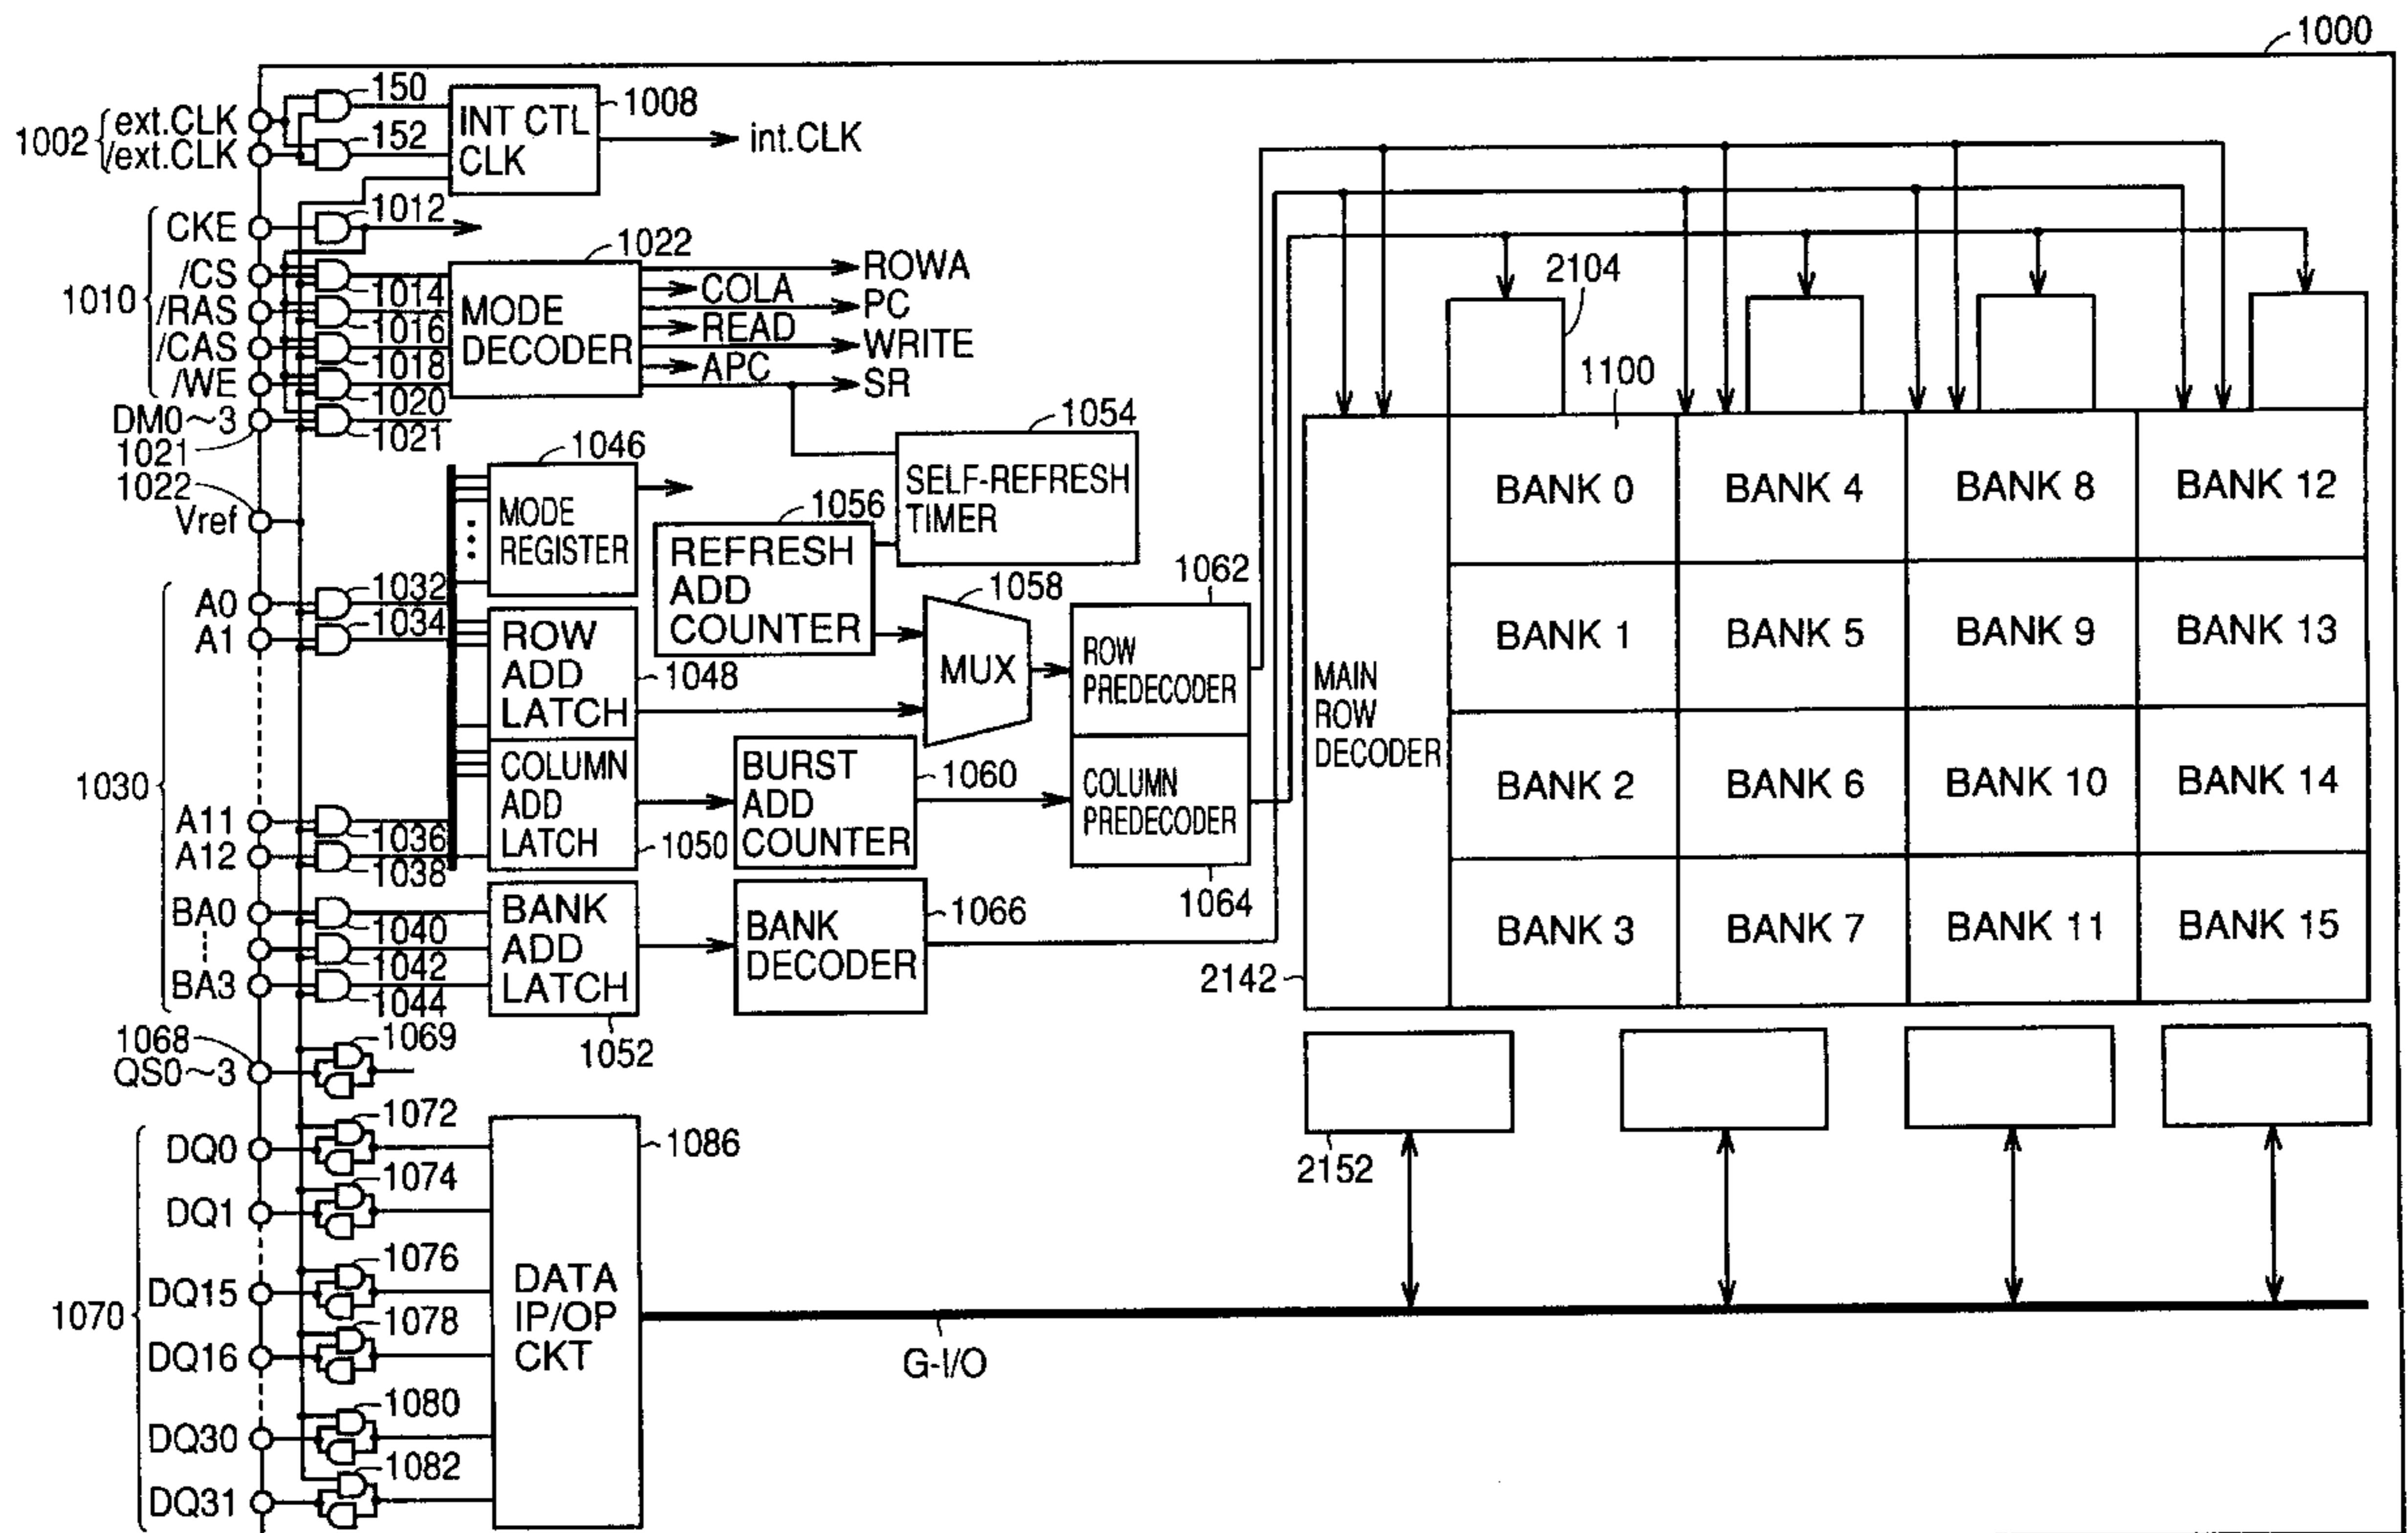 1000
1002
ext.CLK
/ext.CLK
150
152
INT CTL
CLK
1008
int.CLK
1010
CKE
/CS
/RAS
/CAS
/WE
DM0~3
1021
1022
Vref
1012
1014
1016
1018
1020
1021
MODE
DECODER
1022
ROWA
COLA
PC
READ
WRITE
APC
SR
1054
SELF-REFRESH
TIMER
1046
MODE
REGISTER
1056
REFRESH
ADD
COUNTER
1058
MUX
1062
ROW
PREDECODER
COLUMN
PREDECODER
1064
1030
A0
A1
A11
A12
BA0
BA3
1032
1034
1036
1038
1040
1042
1044
ROW
ADD
LATCH
1048
COLUMN
ADD
LATCH
1050
BURST
ADD
COUNTER
1060
BANK
ADD
LATCH
1052
BANK
DECODER
1066
2104
1100
MAIN
ROW
DECODER
2142
BANK 0
BANK 4
BANK 8
BANK 12
BANK 1
BANK 5
BANK 9
BANK 13
BANK 2
BANK 6
BANK 10
BANK 14
BANK 3
BANK 7
BANK 11
BANK 15
2152
1068
QS0~3
1069
1070
DQ0
DQ1
DQ15
DQ16
DQ30
DQ31
1072
1074
1076
1078
1080
1082
DATA
IP/OP
CKT
1086
G-I/O